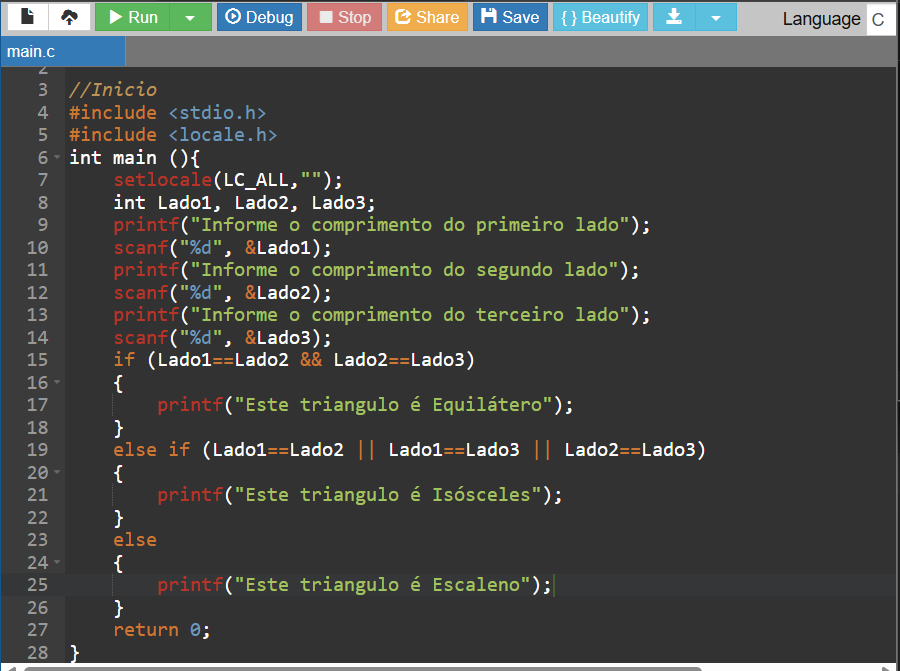 Run Debug Stop Share Save { } Beautify Language C
main.c
2
3 //Inicio
4 #include <stdio.h>
5 #include <locale.h>
6 int main (){
7 setlocale(LC_ALL,"");
8 int Lado1, Lado2, Lado3;
9 printf("Informe o comprimento do primeiro lado");
10 scanf("%d", &Lado1);
11 printf("Informe o comprimento do segundo lado");
12 scanf("%d", &Lado2);
13 printf("Informe o comprimento do terceiro lado");
14 scanf("%d", &Lado3);
15 if (Lado1==Lado2 && Lado2==Lado3)
16 {
17 printf("Este triangulo é Equilátero");
18 }
19 else if (Lado1==Lado2 || Lado1==Lado3 || Lado2==Lado3)
20 {
21 printf("Este triangulo é Isósceles");
22 }
23 else
24 {
25 printf("Este triangulo é Escaleno");
26 }
27 return 0;
28 }